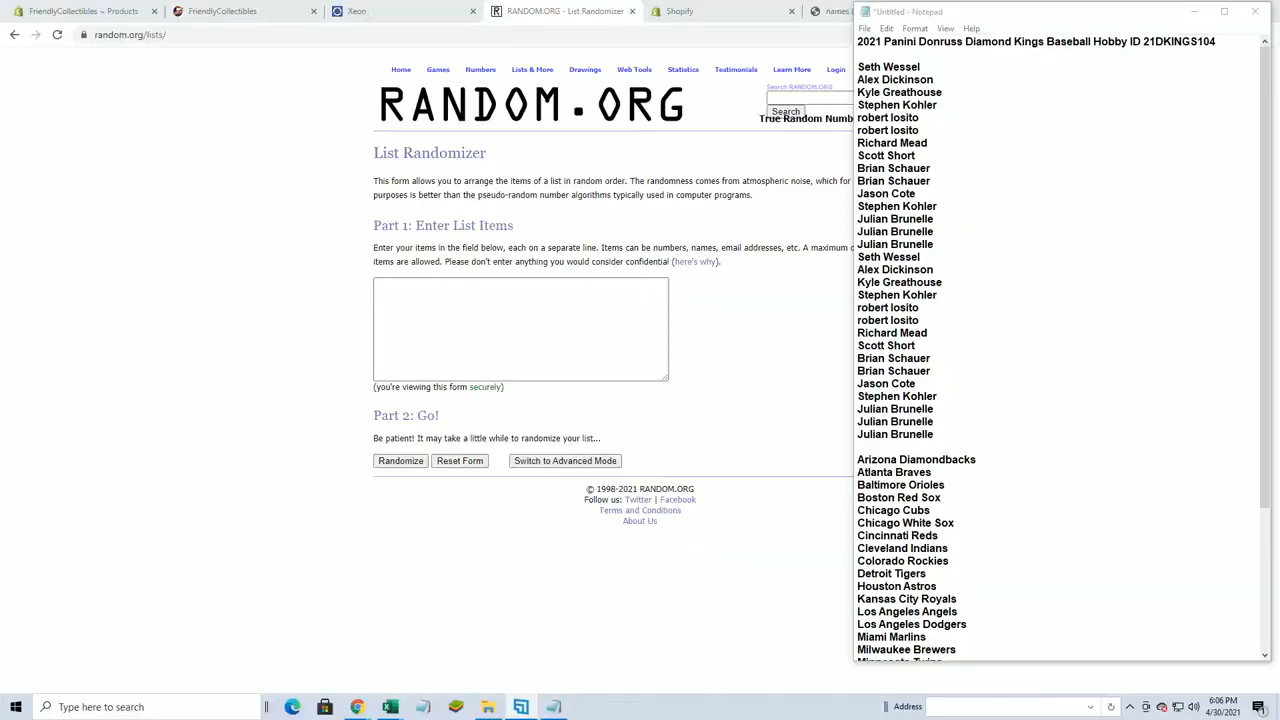 FriendlyCollectibles ~ Products
FriendlyCollectibles
Xeon
RANDOM.ORG - List Randomizer
Shopify
names
random.org/lists/
Home Games Numbers Lists & More Drawings Web Tools Statistics Testimonials Learn More Login
RANDOM.ORG
Search RANDOM.ORG
Search
True Random Numb
List Randomizer
This form allows you to arrange the items of a list in random order. The randomness comes from atmospheric noise, which for
purposes is better than the pseudo-random number algorithms typically used in computer programs.
Part 1: Enter List Items
Enter your items in the field below, each on a separate line. Items can be numbers, names, email addresses, etc. A maximum
items are allowed. Please don't enter anything you would consider confidential (here's why).
(you're viewing this form securely)
Part 2: Go!
Be patient! It may take a little while to randomize your list...
Randomize Reset Form Switch to Advanced Mode
© 1998-2021 RANDOM.ORG
Follow us: Twitter | Facebook
Terms and Conditions
About Us
*Untitled - Notepad
File Edit Format View Help
2021 Panini Donruss Diamond Kings Baseball Hobby ID 21DKINGS104
Seth Wessel
Alex Dickinson
Kyle Greathouse
Stephen Kohler
robert losito
robert losito
Richard Mead
Scott Short
Brian Schauer
Brian Schauer
Jason Cote
Stephen Kohler
Julian Brunelle
Julian Brunelle
Julian Brunelle
Seth Wessel
Alex Dickinson
Kyle Greathouse
Stephen Kohler
robert losito
robert losito
Richard Mead
Scott Short
Brian Schauer
Brian Schauer
Jason Cote
Stephen Kohler
Julian Brunelle
Julian Brunelle
Julian Brunelle
Arizona Diamondbacks
Atlanta Braves
Baltimore Orioles
Boston Red Sox
Chicago Cubs
Chicago White Sox
Cincinnati Reds
Cleveland Indians
Colorado Rockies
Detroit Tigers
Houston Astros
Kansas City Royals
Los Angeles Angels
Los Angeles Dodgers
Miami Marlins
Milwaukee Brewers
Minnesota Twins
Type here to search
Address
6:06 PM
4/30/2021